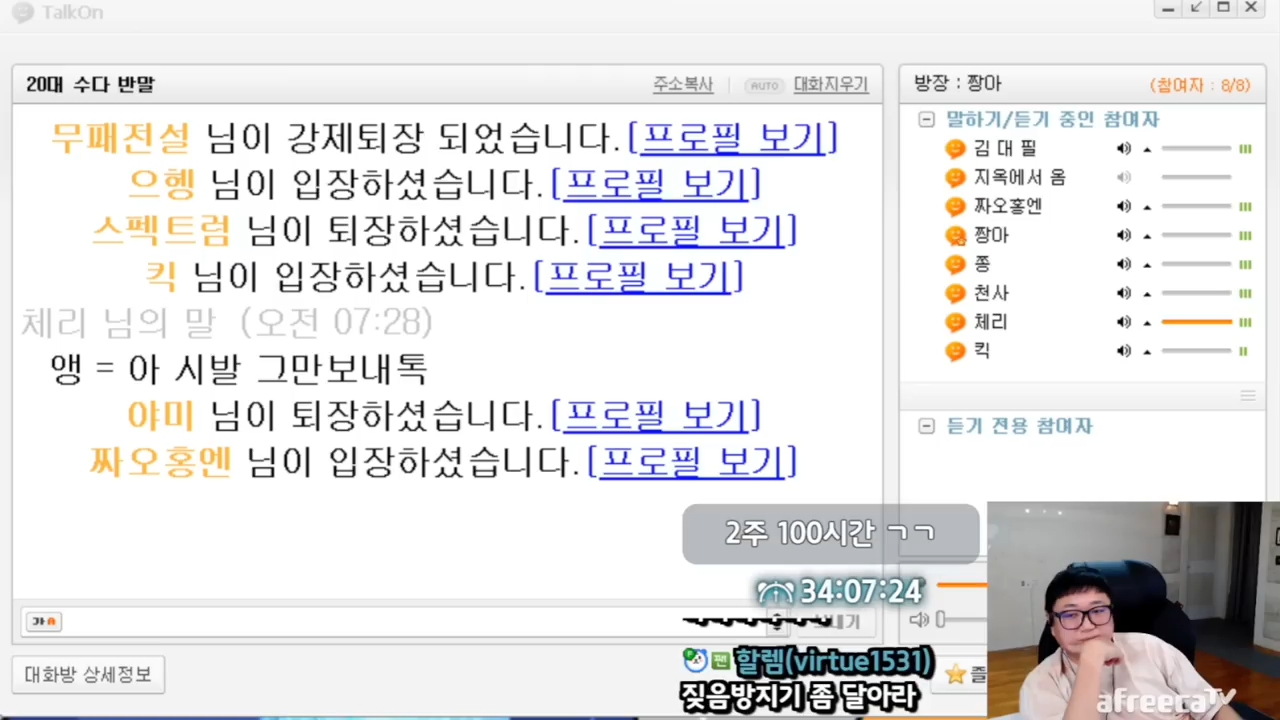 TalkOn
20대 수다 반말
주소복사
AUTO
대화지우기
무패전설 님이 강제퇴장 되었습니다.[프로필 보기]
으헹 님이 입장하셨습니다.[프로필 보기]
스펙트럼 님이 퇴장하셨습니다.[프로필 보기]
킥 님이 입장하셨습니다.[프로필 보기]
체리 님의 말 (오전 07:28)
앵 = 아 시발 그만보내톡
야미 님이 퇴장하셨습니다.[프로필 보기]
짜오홍엔 님이 입장하셨습니다.[프로필 보기]
방장 : 짱아
(참여자 : 8/8)
말하기/듣기 중인 참여자
김 대 필
지옥에서 옴
짜오홍엔
짱아
쫑
천사
체리
킥
듣기 전용 참여자
2주 100시간 ㄱㄱ
34:07:24
가
대화방 상세정보
팬 할렘(virtue1531)
짖음방지기 좀 달아라
afreecaTV